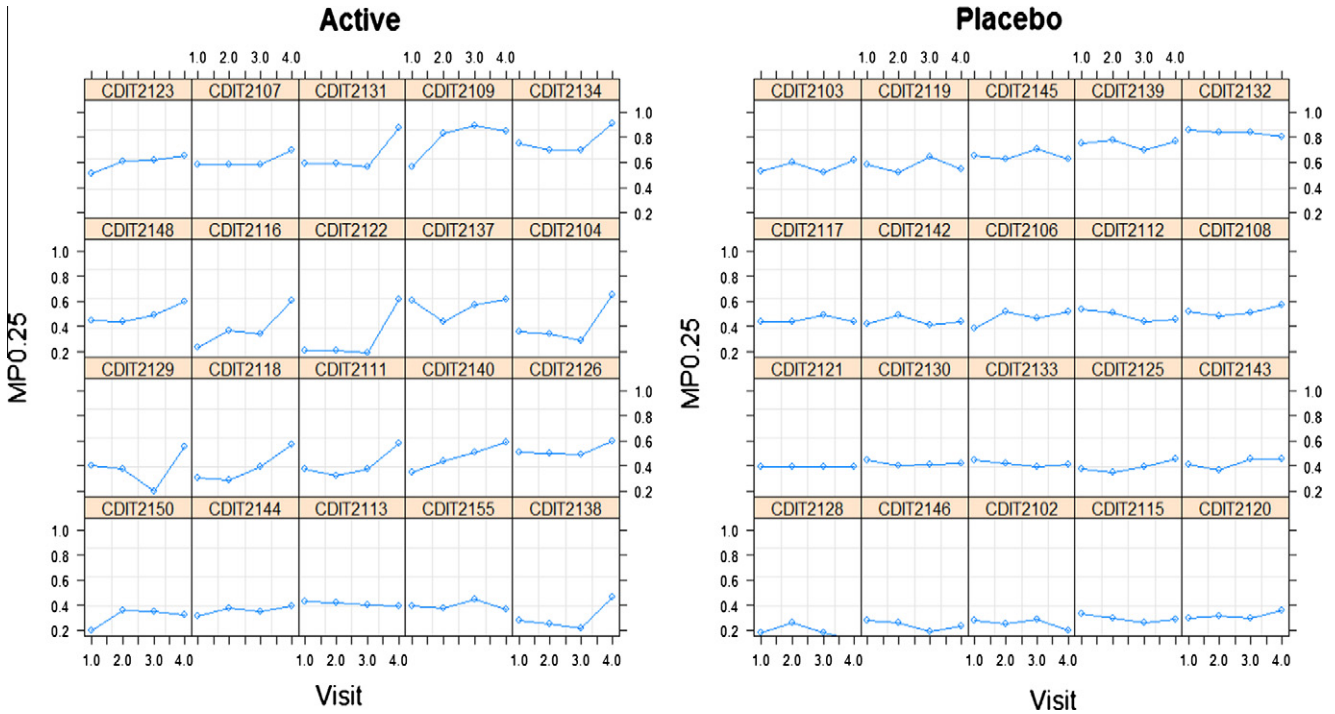 Active Placebo
1.0 2.0 3.0 4.0 1.0 2.0 3.0 4.0 1.0 2.0 3.0 4.0 1.0 2.0 3.0 4.0
CDIT2123 CDIT2107 CDIT2131 CDIT2109 CDIT2134 CDIT2103 CDIT2119 CDIT2145 CDIT2139 CDIT2132
1.0 1.0
0.8 0.8
0.6 0.6
0.4 0.4
0.2 0.2
CDIT2148 CDIT2116 CDIT2122 CDIT2137 CDIT2104 CDIT2117 CDIT2142 CDIT2106 CDIT2112 CDIT2108
1.0 1.0
0.8 0.8
0.6 0.6
0.4 0.4
0.2 0.2
MP0.25 MP0.25
CDIT2129 CDIT2118 CDIT2111 CDIT2140 CDIT2126 CDIT2121 CDIT2130 CDIT2133 CDIT2125 CDIT2143
1.0 1.0
0.8 0.8
0.6 0.6
0.4 0.4
0.2 0.2
CDIT2150 CDIT2144 CDIT2113 CDIT2155 CDIT2138 CDIT2128 CDIT2146 CDIT2102 CDIT2115 CDIT2120
1.0 1.0
0.8 0.8
0.6 0.6
0.4 0.4
0.2 0.2
1.0 2.0 3.0 4.0 1.0 2.0 3.0 4.0 1.0 2.0 3.0 4.0 1.0 2.0 3.0 4.0 1.0 2.0 3.0 4.0 1.0 2.0 3.0 4.0
Visit Visit